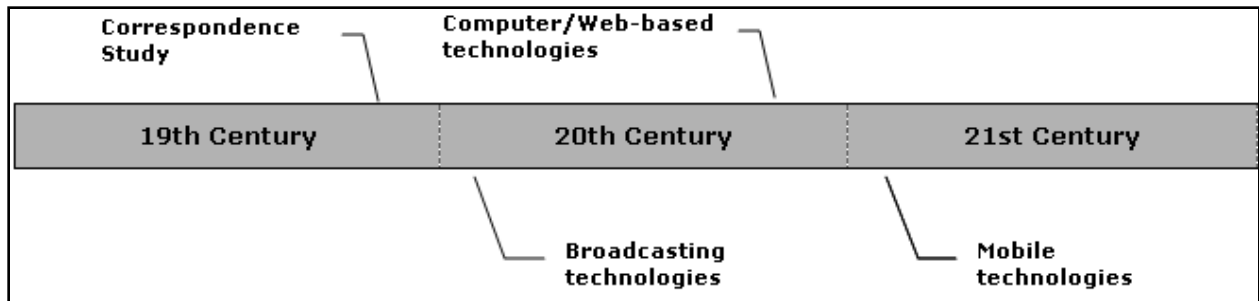 Correspondence
Study
Computer/Web-based
technologies
19th Century
20th Century
21st Century
Broadcasting
technologies
Mobile
technologies